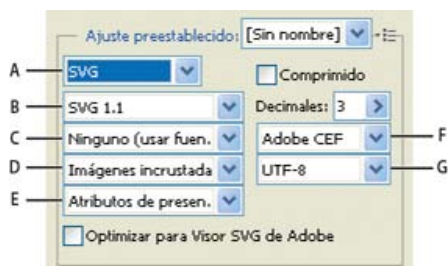 Ajuste preestablecido: [Sin nombre]
A SVG Comprimido
B SVG 1.1 Decimales: 3
C Ninguno (usar fuen. Adobe CEF F
D Imágenes incrustada UTF-8 G
E Atributos de presen.
Optimizar para Visor SVG de Adobe